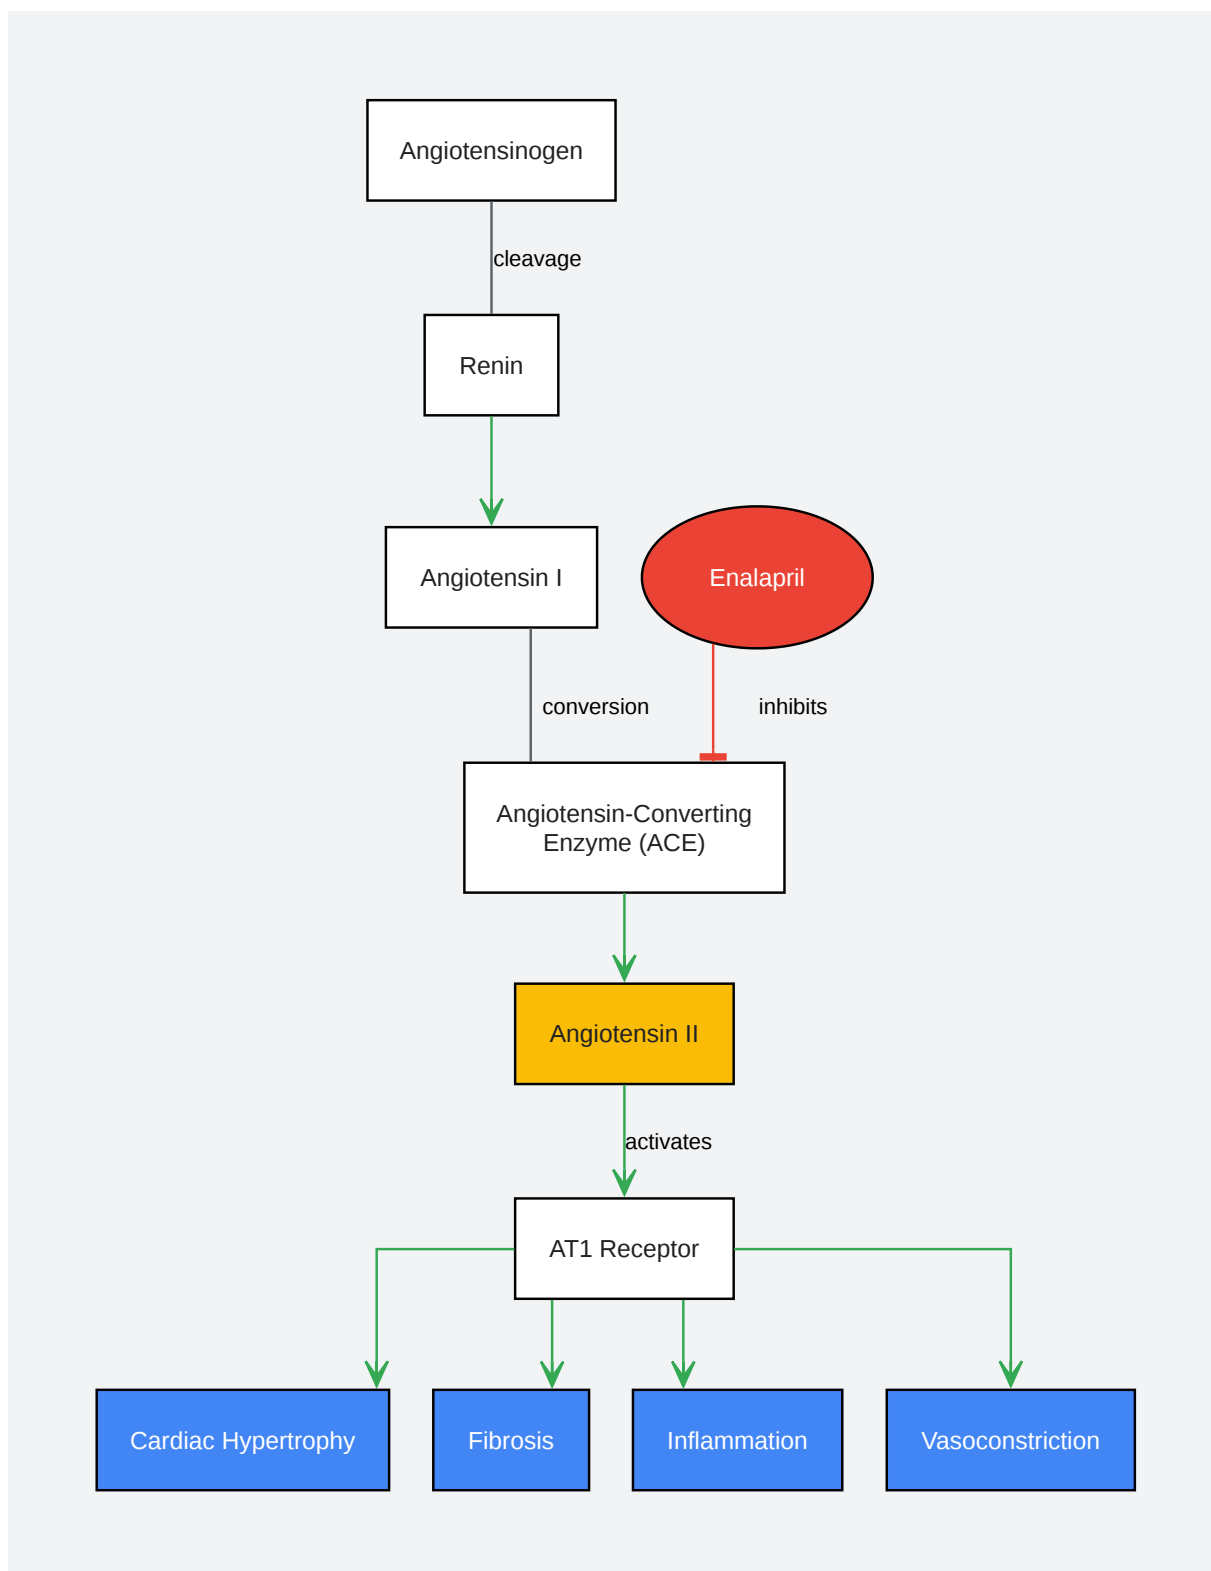 Angiotensinogen
cleavage
Renin
Angiotensin I
Enalapril
conversion
inhibits
Angiotensin-Converting
Enzyme (ACE)
Angiotensin II
activates
AT1 Receptor
Cardiac Hypertrophy
Fibrosis
Inflammation
Vasoconstriction